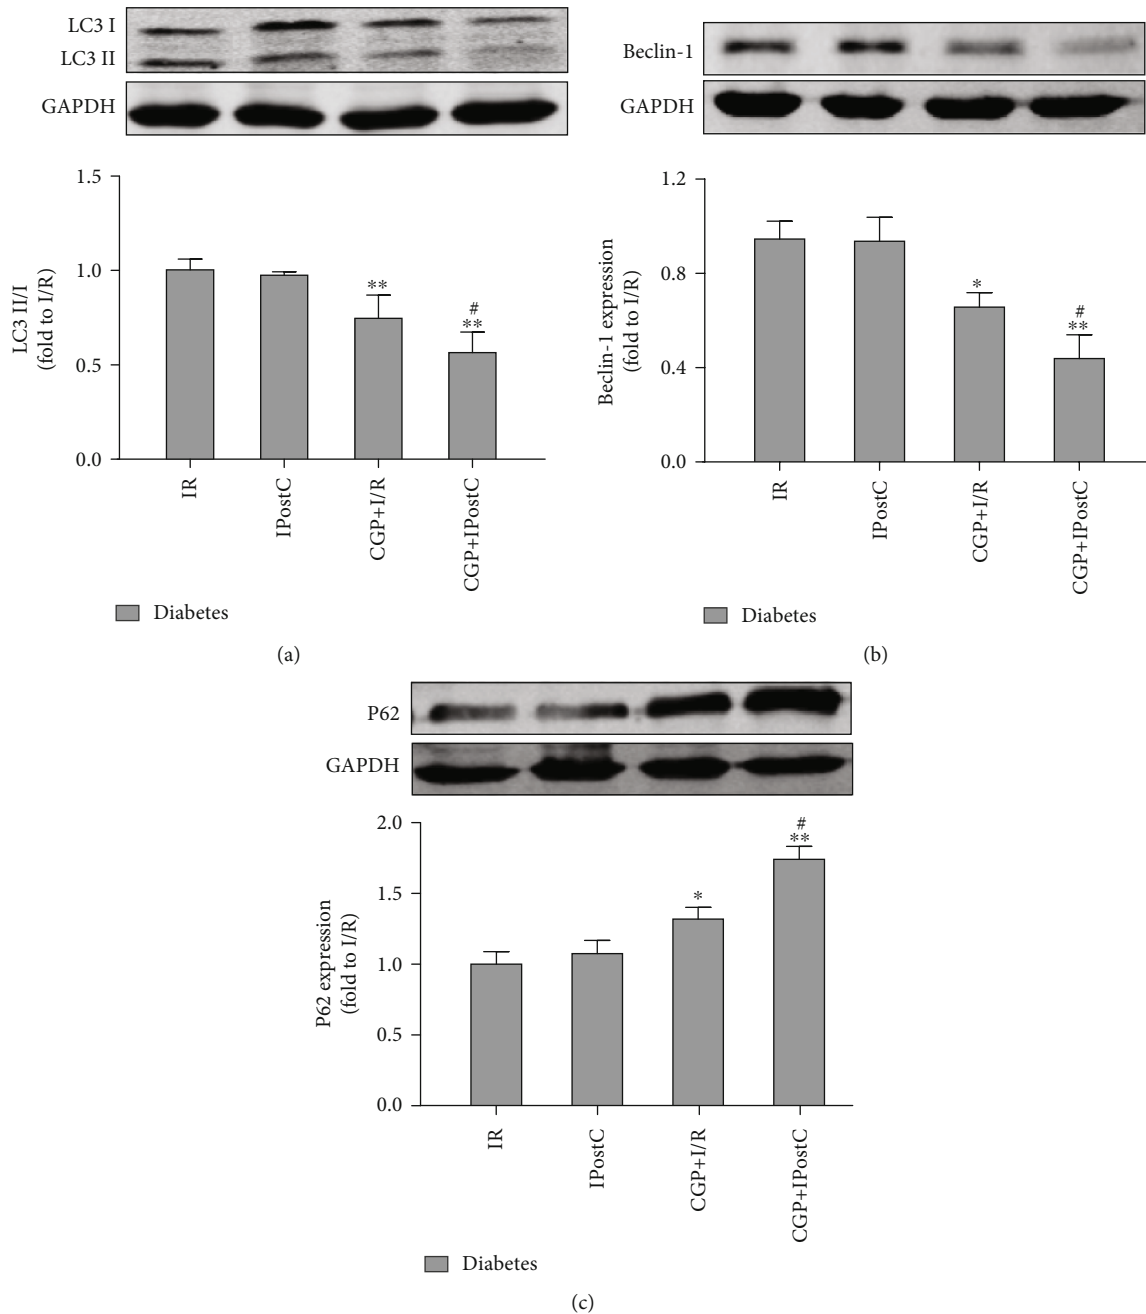 LC3 I
LC3 II
GAPDH
LC3 II/I
(fold to I/R)
1.5
1.0
0.5
0.0
**
#
**
IR
IPostC
CGP+I/R
CGP+IPostC
Diabetes
(a)
Beclin-1
GAPDH
Beclin-1 expression
(fold to I/R)
1.2
0.8
0.4
0.0
*
#
**
IR
IPostC
CGP+I/R
CGP+IPostC
Diabetes
(b)
P62
GAPDH
P62 expression
(fold to I/R)
2.0
1.5
1.0
0.5
0.0
*
#
**
IR
IPostC
CGP+I/R
CGP+IPostC
Diabetes
(c)